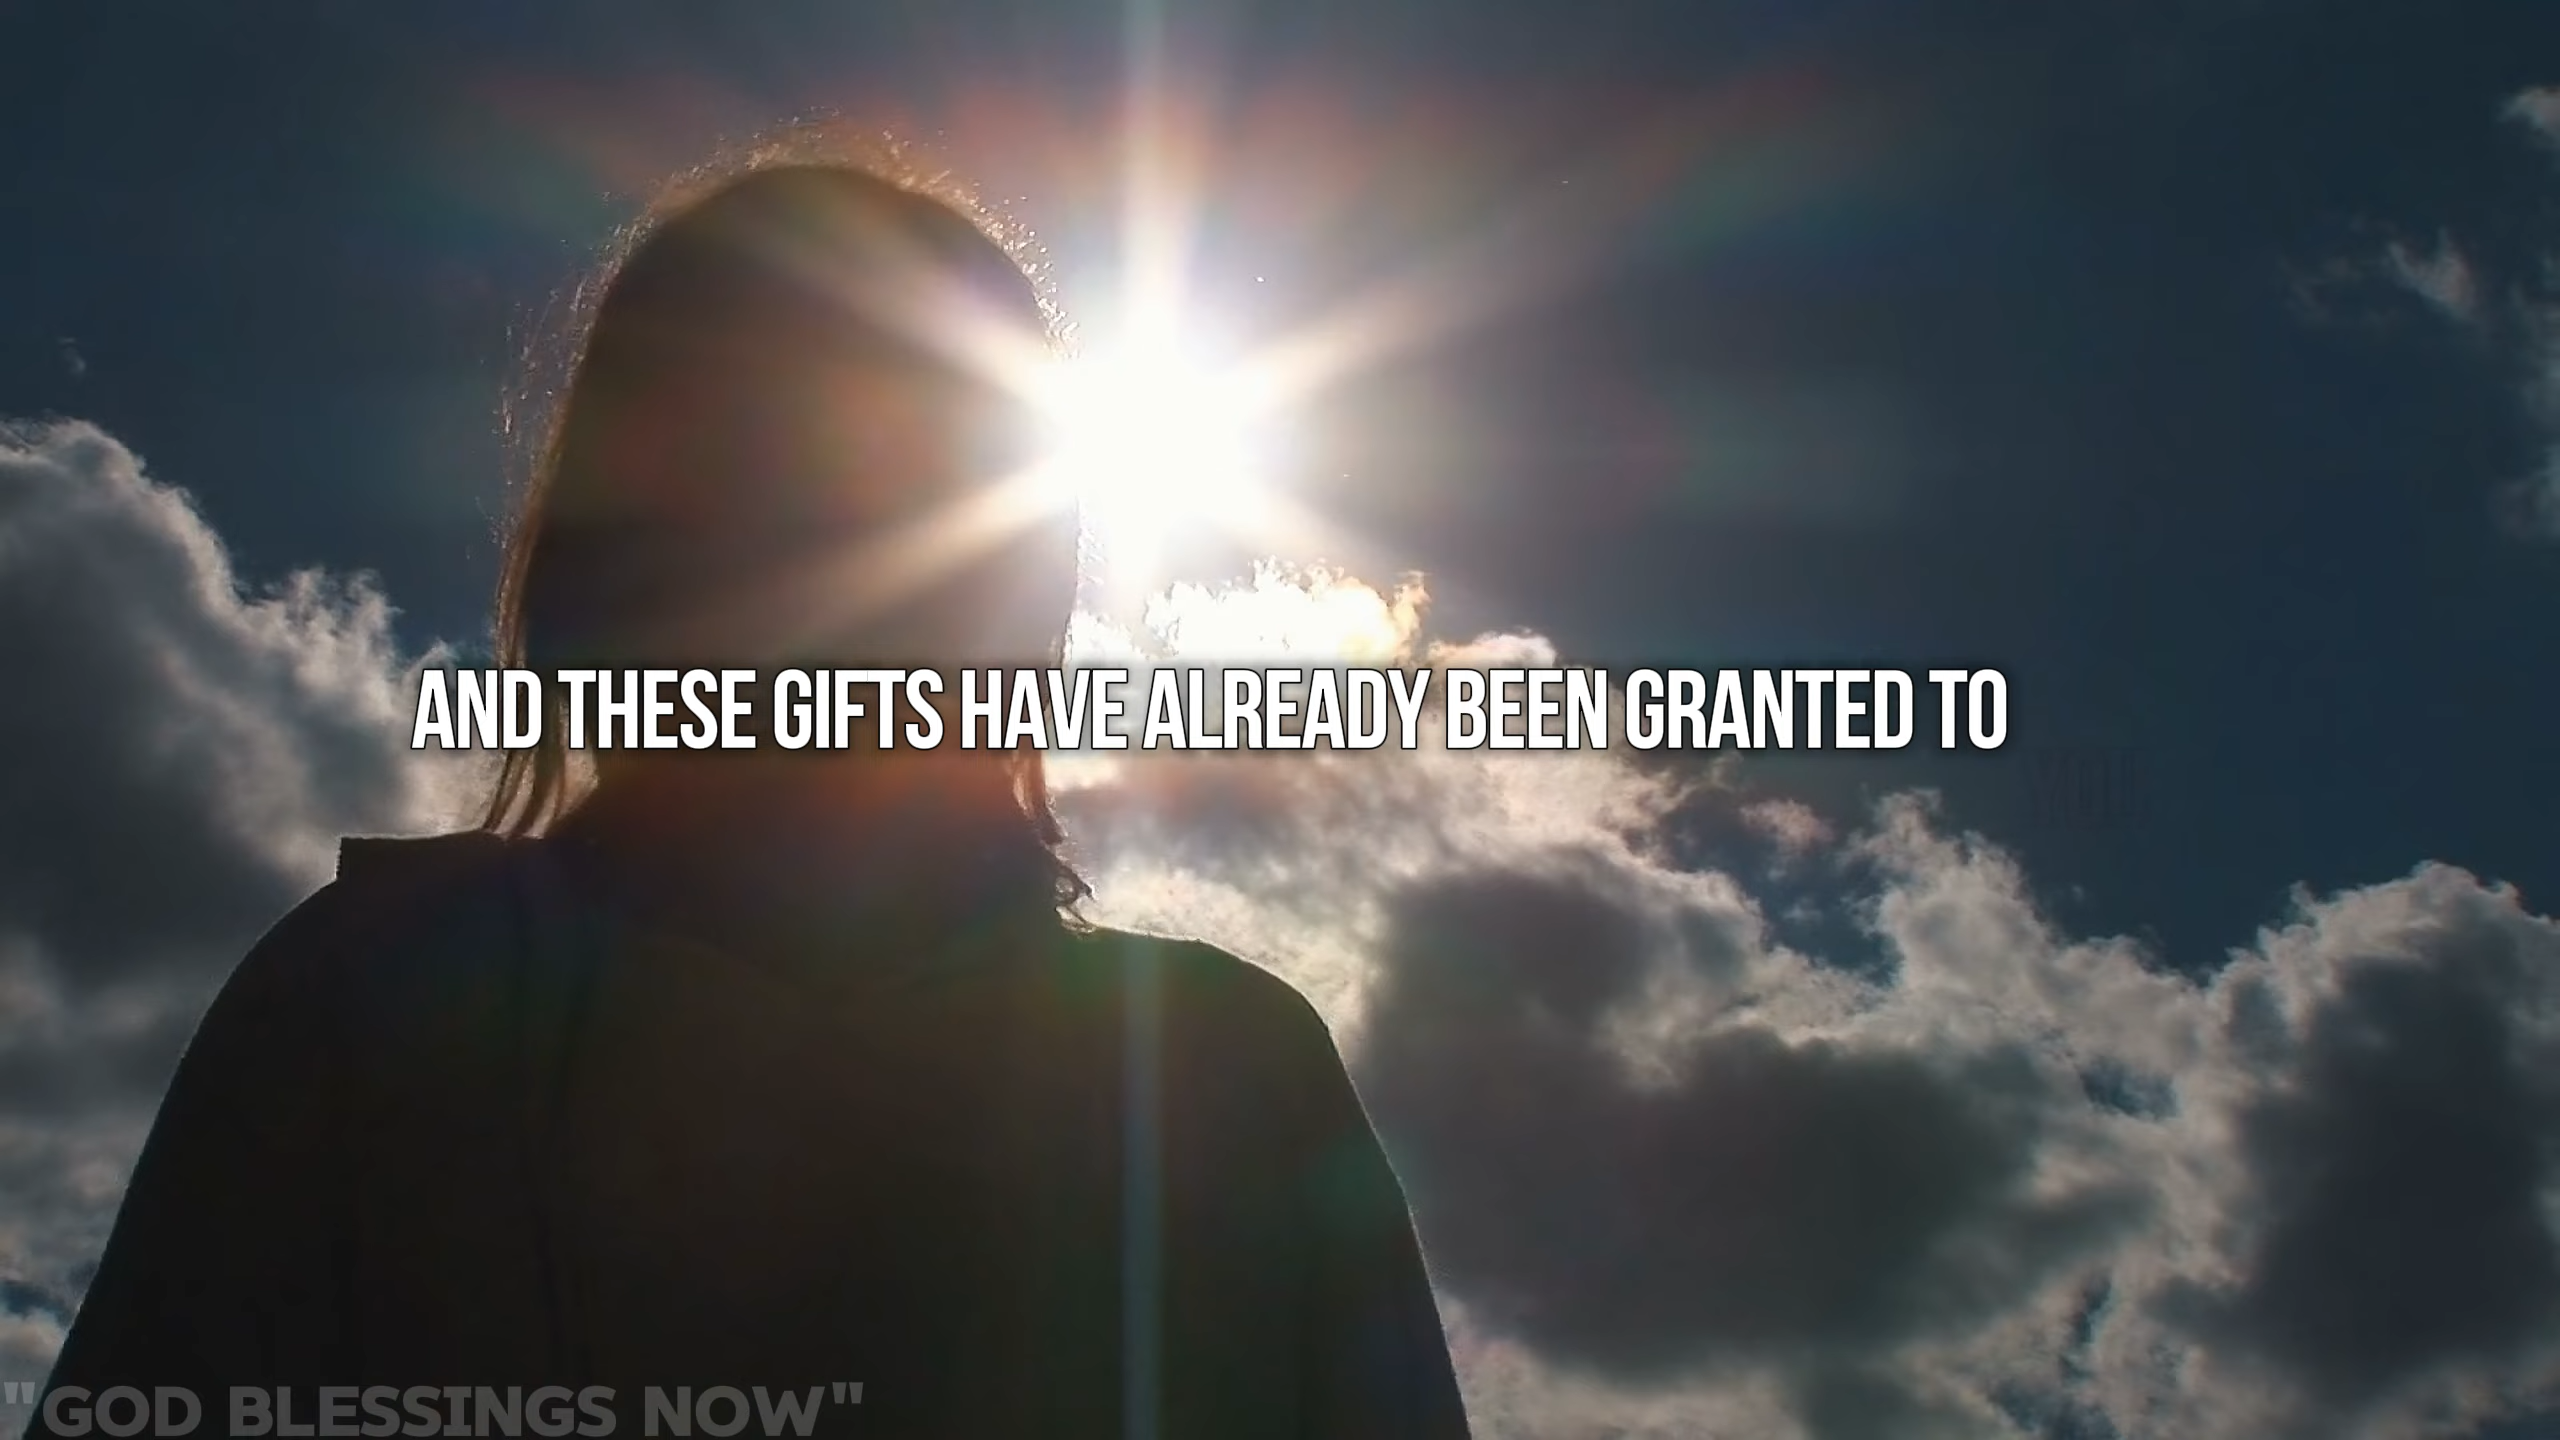 AND THESE GIFTS HAVE ALREADY BEEN GRANTED TO
"GOD BLESSINGS NOW"